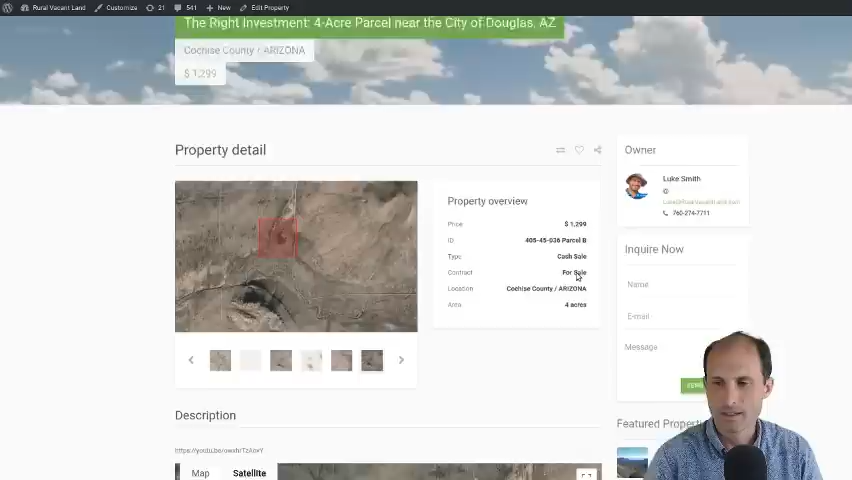 Rural Vacant Land Customize 21 541 New Edit Property
The Right Investment: 4-Acre Parcel near the City of Douglas, AZ
Cochise County / ARIZONA
$ 1,299
Property detail
Property overview
Price $ 1,299
ID 405-45-036 Parcel B
Type Cash Sale
Contract For Sale
Location Cochise County / ARIZONA
Area 4 acres
Owner
Luke Smith
@
760-274-7711
Inquire Now
Name
E-mail
Message
Featured
Description
Map Satellite